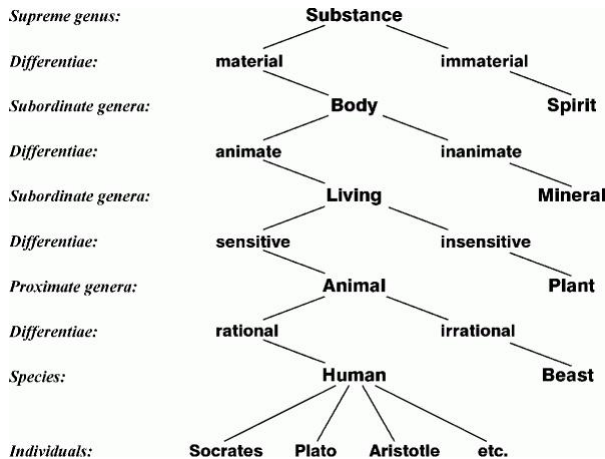 Supreme genus: Substance
Differentiae: material immaterial
Subordinate genera: Body Spirit
Differentiae: animate inanimate
Subordinate genera: Living Mineral
Differentiae: sensitive insensitive
Proximate genera: Animal Plant
Differentiae: rational irrational
Species: Human Beast
Individuals: Socrates Plato Aristotle etc.